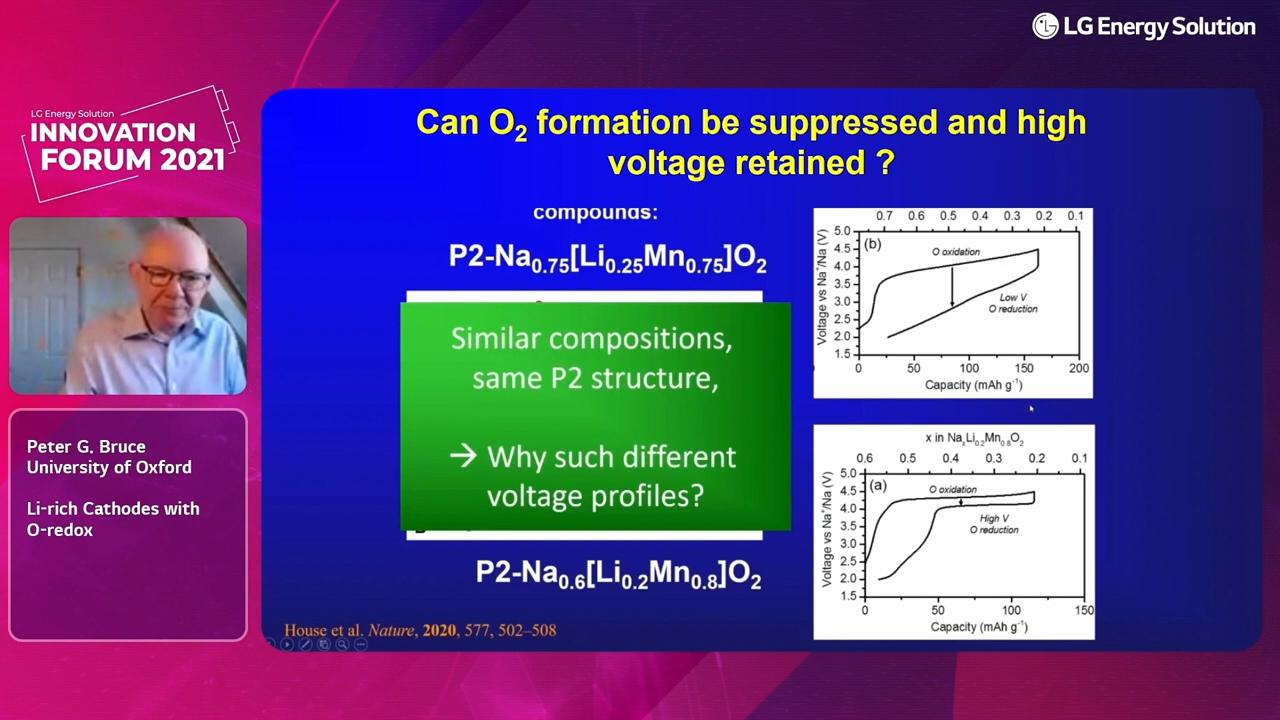 LG Energy Solution
LG Energy Solution
INNOVATION
FORUM 2021
Peter G. Bruce
University of Oxford
Li-rich Cathodes with
O-redox
Can O₂ formation be suppressed and high
voltage retained ?
compounds:
P2-Na₀.₇₅[Li₀.₂₅Mn₀.₇₅]O₂
Similar compositions,
same P2 structure,
→ Why such different
voltage profiles?
P2-Na₀.₆[Li₀.₂Mn₀.₈]O₂
House et al. Nature, 2020, 577, 502–508
0.7 0.6 0.5 0.4 0.3 0.2 0.1
(b)
O oxidation
Low V
O reduction
Voltage vs Na⁺/Na (V)
5.0
4.5
4.0
3.5
3.0
2.5
2.0
1.5
0 50 100 150 200
Capacity (mAh g⁻¹)
x in NaₓLi₀.₂Mn₀.₈O₂
0.6 0.5 0.4 0.3 0.2 0.1
(a)
O oxidation
High V
O reduction
Voltage vs Na⁺/Na (V)
5.0
4.5
4.0
3.5
3.0
2.5
2.0
1.5
0 50 100 150
Capacity (mAh g⁻¹)